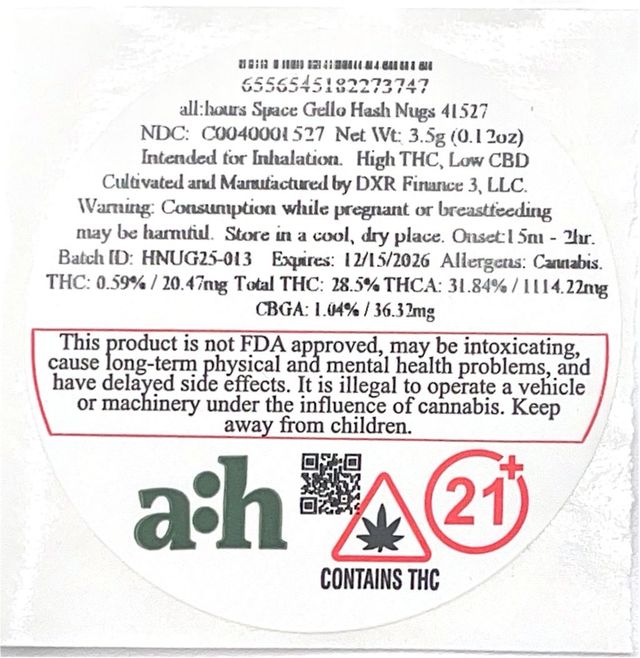 6556545182273747
all:hours Space Gello Hash Nugs 41527
NDC: C0040001527 Net Wt: 3.5g (0.12oz)
Intended for Inhalation. High THC, Low CBD
Cultivated and Manufactured by DXR Finance 3, LLC.
Warning: Consumption while pregnant or breastfeeding
may be harmful. Store in a cool, dry place. Onset:15m - 2hr.
Batch ID: HNUG25-013 Expires: 12/15/2026 Allergens: Cannabis.
THC: 0.59% / 20.47mg Total THC: 28.5% THCA: 31.84% / 1114.22mg
CBGA: 1.04% / 36.32mg
This product is not FDA approved, may be intoxicating,
cause long-term physical and mental health problems, and
have delayed side effects. It is illegal to operate a vehicle
or machinery under the influence of cannabis. Keep
away from children.
a:h
21+
CONTAINS THC